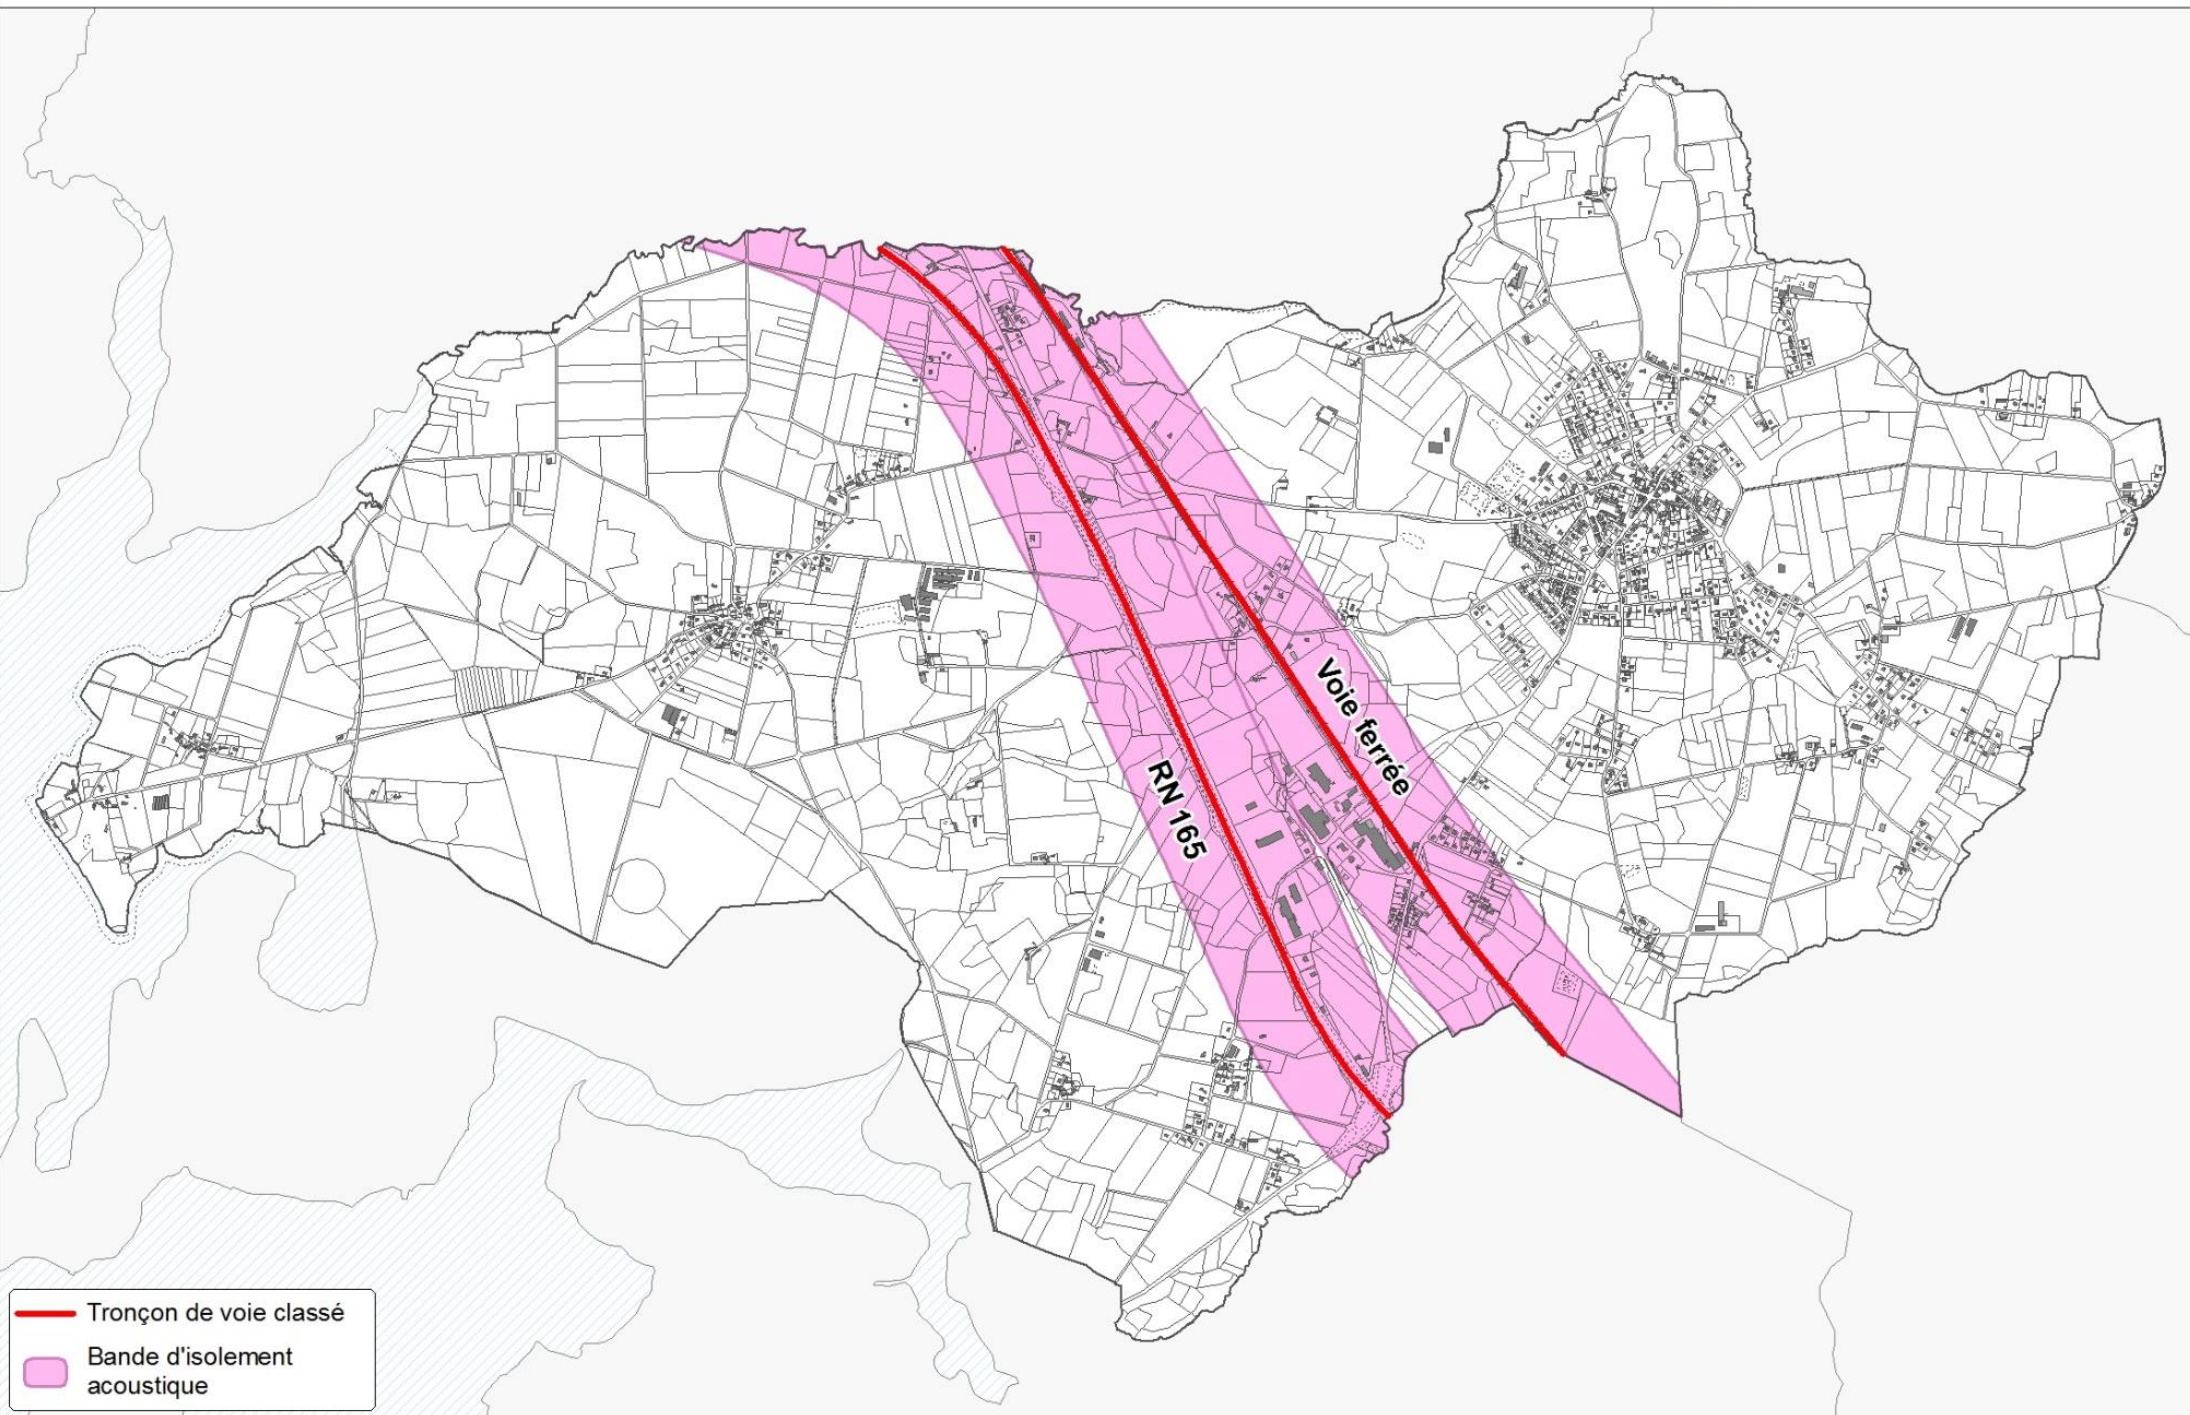 Voie ferrée
RN 165
Tronçon de voie classé
Bande d'isolement
acoustique